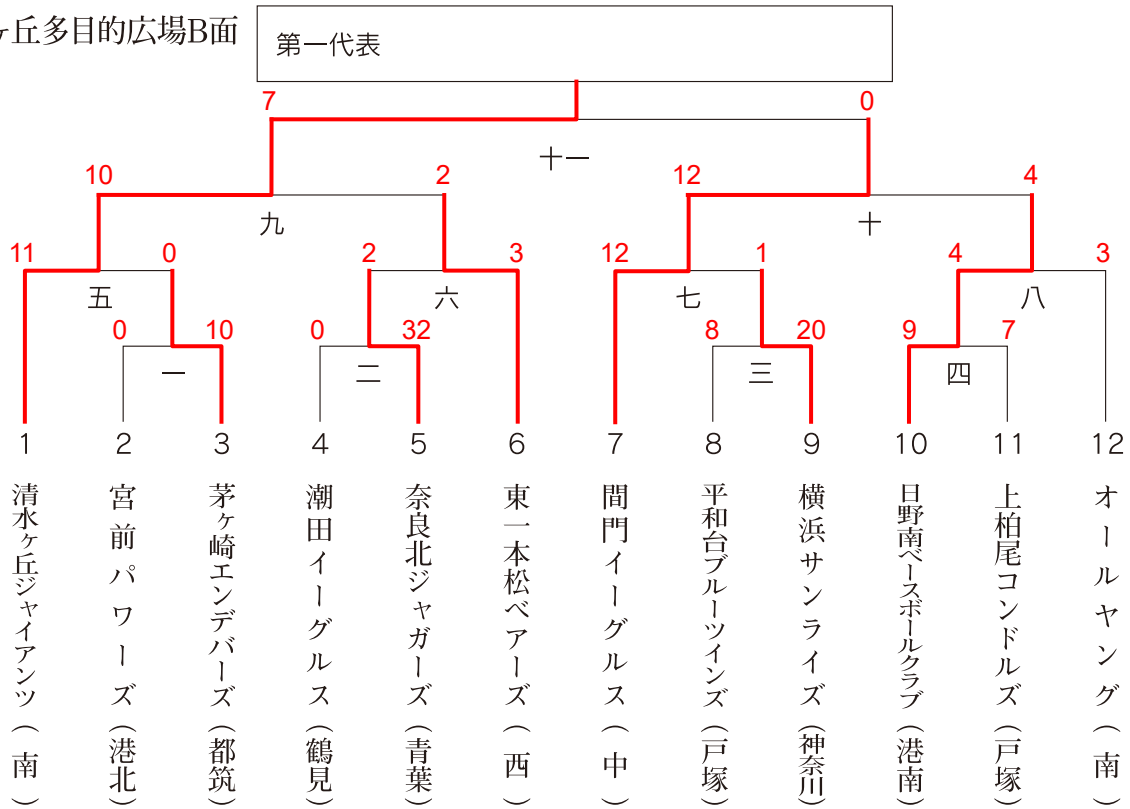 ヶ丘多目的広場B面
第一代表
7 0
十一
10 2 12 4
九 十
11 0 2 3 12 1 4 3
五 六 七 八
0 10 0 32 8 20 9 7
一 二 三 四
1 2 3 4 5 6 7 8 9 10 11 12
清水ヶ丘ジャイアンツ(南)
宮前パワーズ(港北)
茅ヶ崎エンデバーズ(都筑)
潮田イーグルス(鶴見)
奈良北ジャガーズ(青葉)
東一本松ベアーズ(西)
間門イーグルス(中)
平和台ブルーツインズ(戸塚)
横浜サンライズ(神奈川)
日野南ベースボールクラブ(港南)
上柏尾コンドルズ(戸塚)
オールヤング(南)